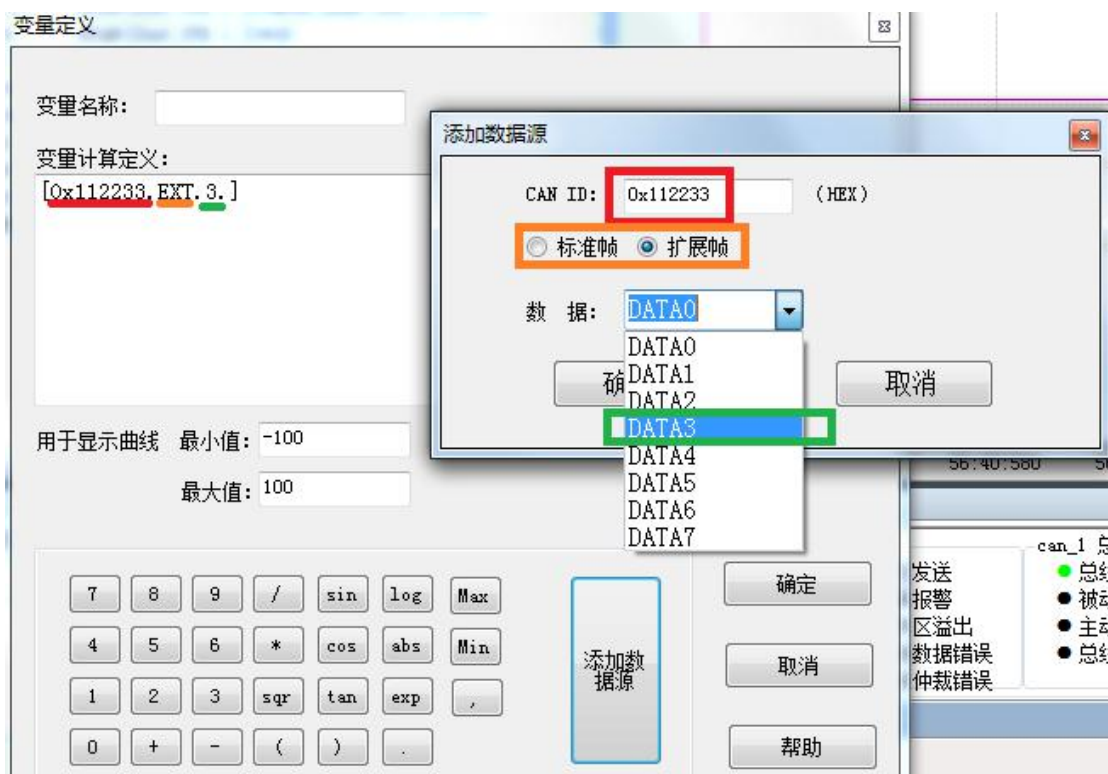 变量定义
变量名称:
变量计算定义:
[0x112233,EXT.3.]
用于显示曲线 最小值: -100
最大值: 100
7 8 9 / sin log Max
4 5 6 * cos abs Min
1 2 3 sqr tan exp ,
0 + - ( ) .
添加数
据源
确定
取消
帮助
添加数据源
CAN ID: 0x112233 (HEX)
标准帧 扩展帧
数 据: DATA0
DATA0
DATA1
DATA2
DATA3
DATA4
DATA5
DATA6
DATA7
取消
56:40:580
can_1
发送
报警
区溢出
数据错误
仲裁错误